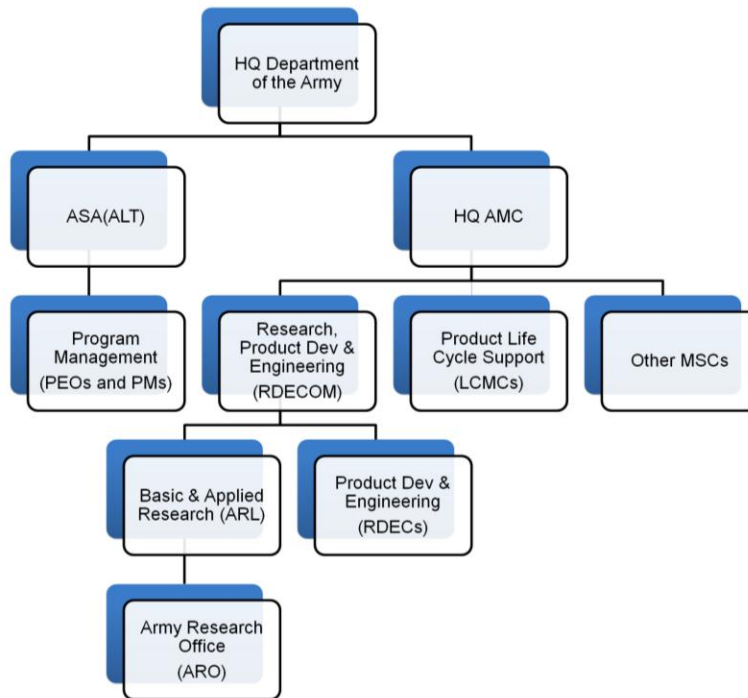 HQ Department
of the Army
ASA(ALT)
HQ AMC
Program
Management
(PEOs and PMs)
Research,
Product Dev &
Engineering
(RDECOM)
Product Life
Cycle Support
(LCMCs)
Other MSCs
Basic & Applied
Research (ARL)
Product Dev &
Engineering
(RDECs)
Army Research
Office
(ARO)